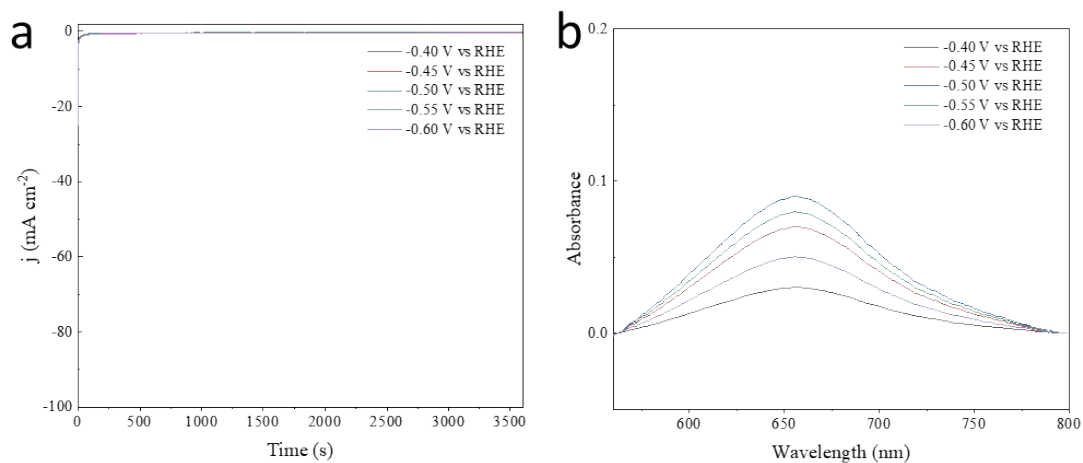 a
0
-20
-40
-60
-80
-100
0
500
1000
1500
2000
2500
3000
3500
j (mA cm-2)
Time (s)
-0.40 V vs RHE
-0.45 V vs RHE
-0.50 V vs RHE
-0.55 V vs RHE
-0.60 V vs RHE
b
0.2
0.1
0.0
600
650
700
750
800
Absorbance
Wavelength (nm)
-0.40 V vs RHE
-0.45 V vs RHE
-0.50 V vs RHE
-0.55 V vs RHE
-0.60 V vs RHE